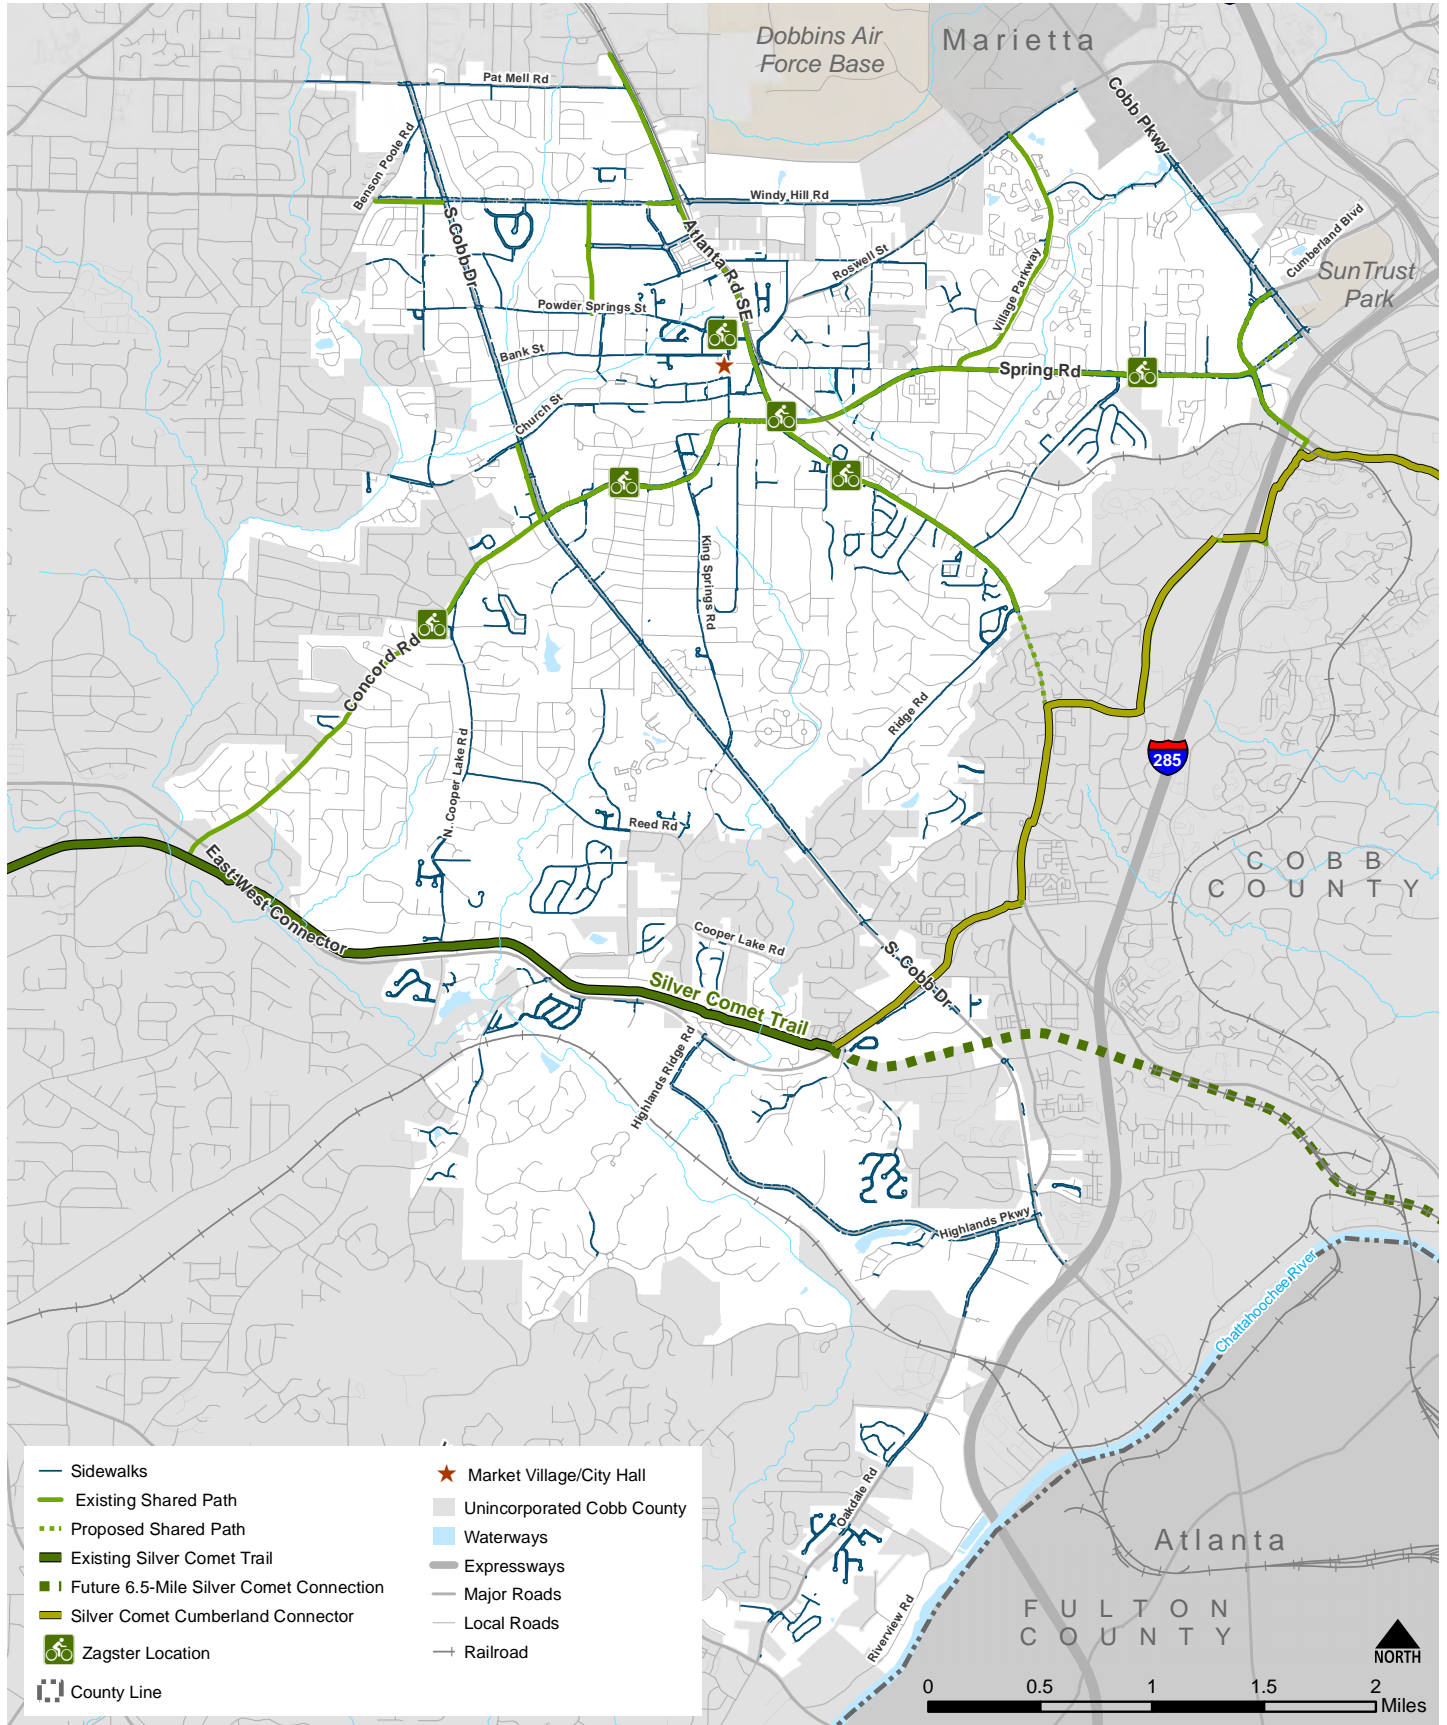 Dobbins Air
Force Base
Marietta
Pat Mell Rd
Cobb Pkwy
Benson Poole Rd
Windy Hill Rd
S Cobb Dr
Atlanta Rd SE
Roswell St
Cumberland Blvd
SunTrust
Park
Village Parkway
Powder Springs St
Bank St
Spring Rd
Church St
King Springs Rd
Concord Rd
Ridge Rd
N. Cooper Lake Rd
285
Reed Rd
COBB
COUNTY
East-West Connector
Cooper Lake Rd
S. Cobb Dr
Silver Comet Trail
Highlands Ridge Rd
Highlands Pkwy
Chattahoochee River
Oakdale Rd
Riverview Rd
Atlanta
FULTON
COUNTY
Sidewalks
Existing Shared Path
Proposed Shared Path
Existing Silver Comet Trail
Future 6.5-Mile Silver Comet Connection
Silver Comet Cumberland Connector
Zagster Location
County Line
Market Village/City Hall
Unincorporated Cobb County
Waterways
Expressways
Major Roads
Local Roads
Railroad
NORTH
0 0.5 1 1.5 2
Miles